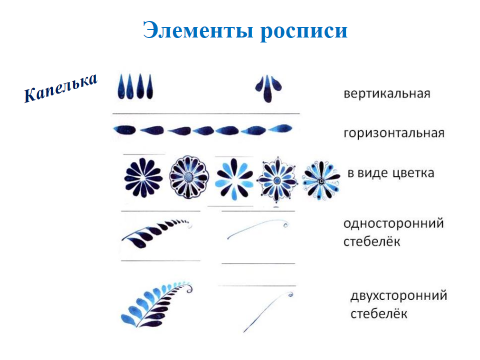 Элементы росписи
Капелька
вертикальная
горизонтальная
в виде цветка
односторонний
стебелёк
двухсторонний
стебелёк